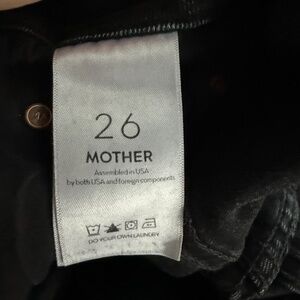 26
MOTHER
Assembled in USA
by both USA and foreign components
DO YOUR OWN LAUNDRY